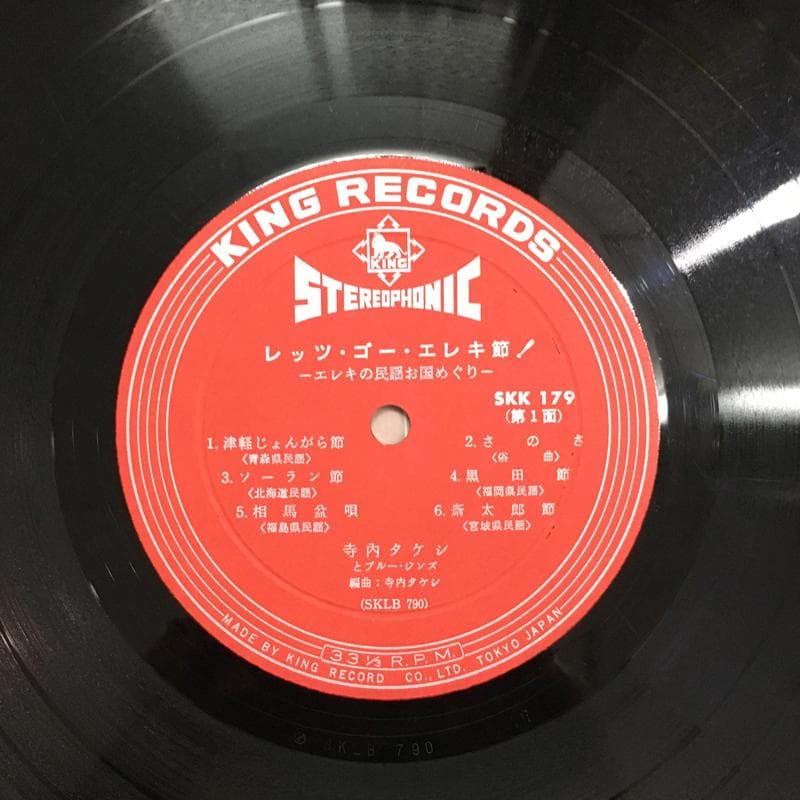 KING RECORDS
KING
STEREOPHONIC
レッツ・ゴー・エレキ節!
—エレキの民謡お国めぐり—
SKK 179
(第1面)
1. 津軽じょんがら節
〈青森県民謡〉
2. さのさ
〈俗曲〉
3. ソーラン節
〈北海道民謡〉
4. 黒田節
〈福岡県民謡〉
5. 相馬盆唄
〈福島県民謡〉
6. 斎太郎節
〈宮城県民謡〉
寺内タケシ
とブルー・ジンズ
編曲：寺内タケシ
(SKLB 790)
33⅓ R.P.M.
MADE BY KING RECORD CO., LTD. TOKYO JAPAN
SKLB 790